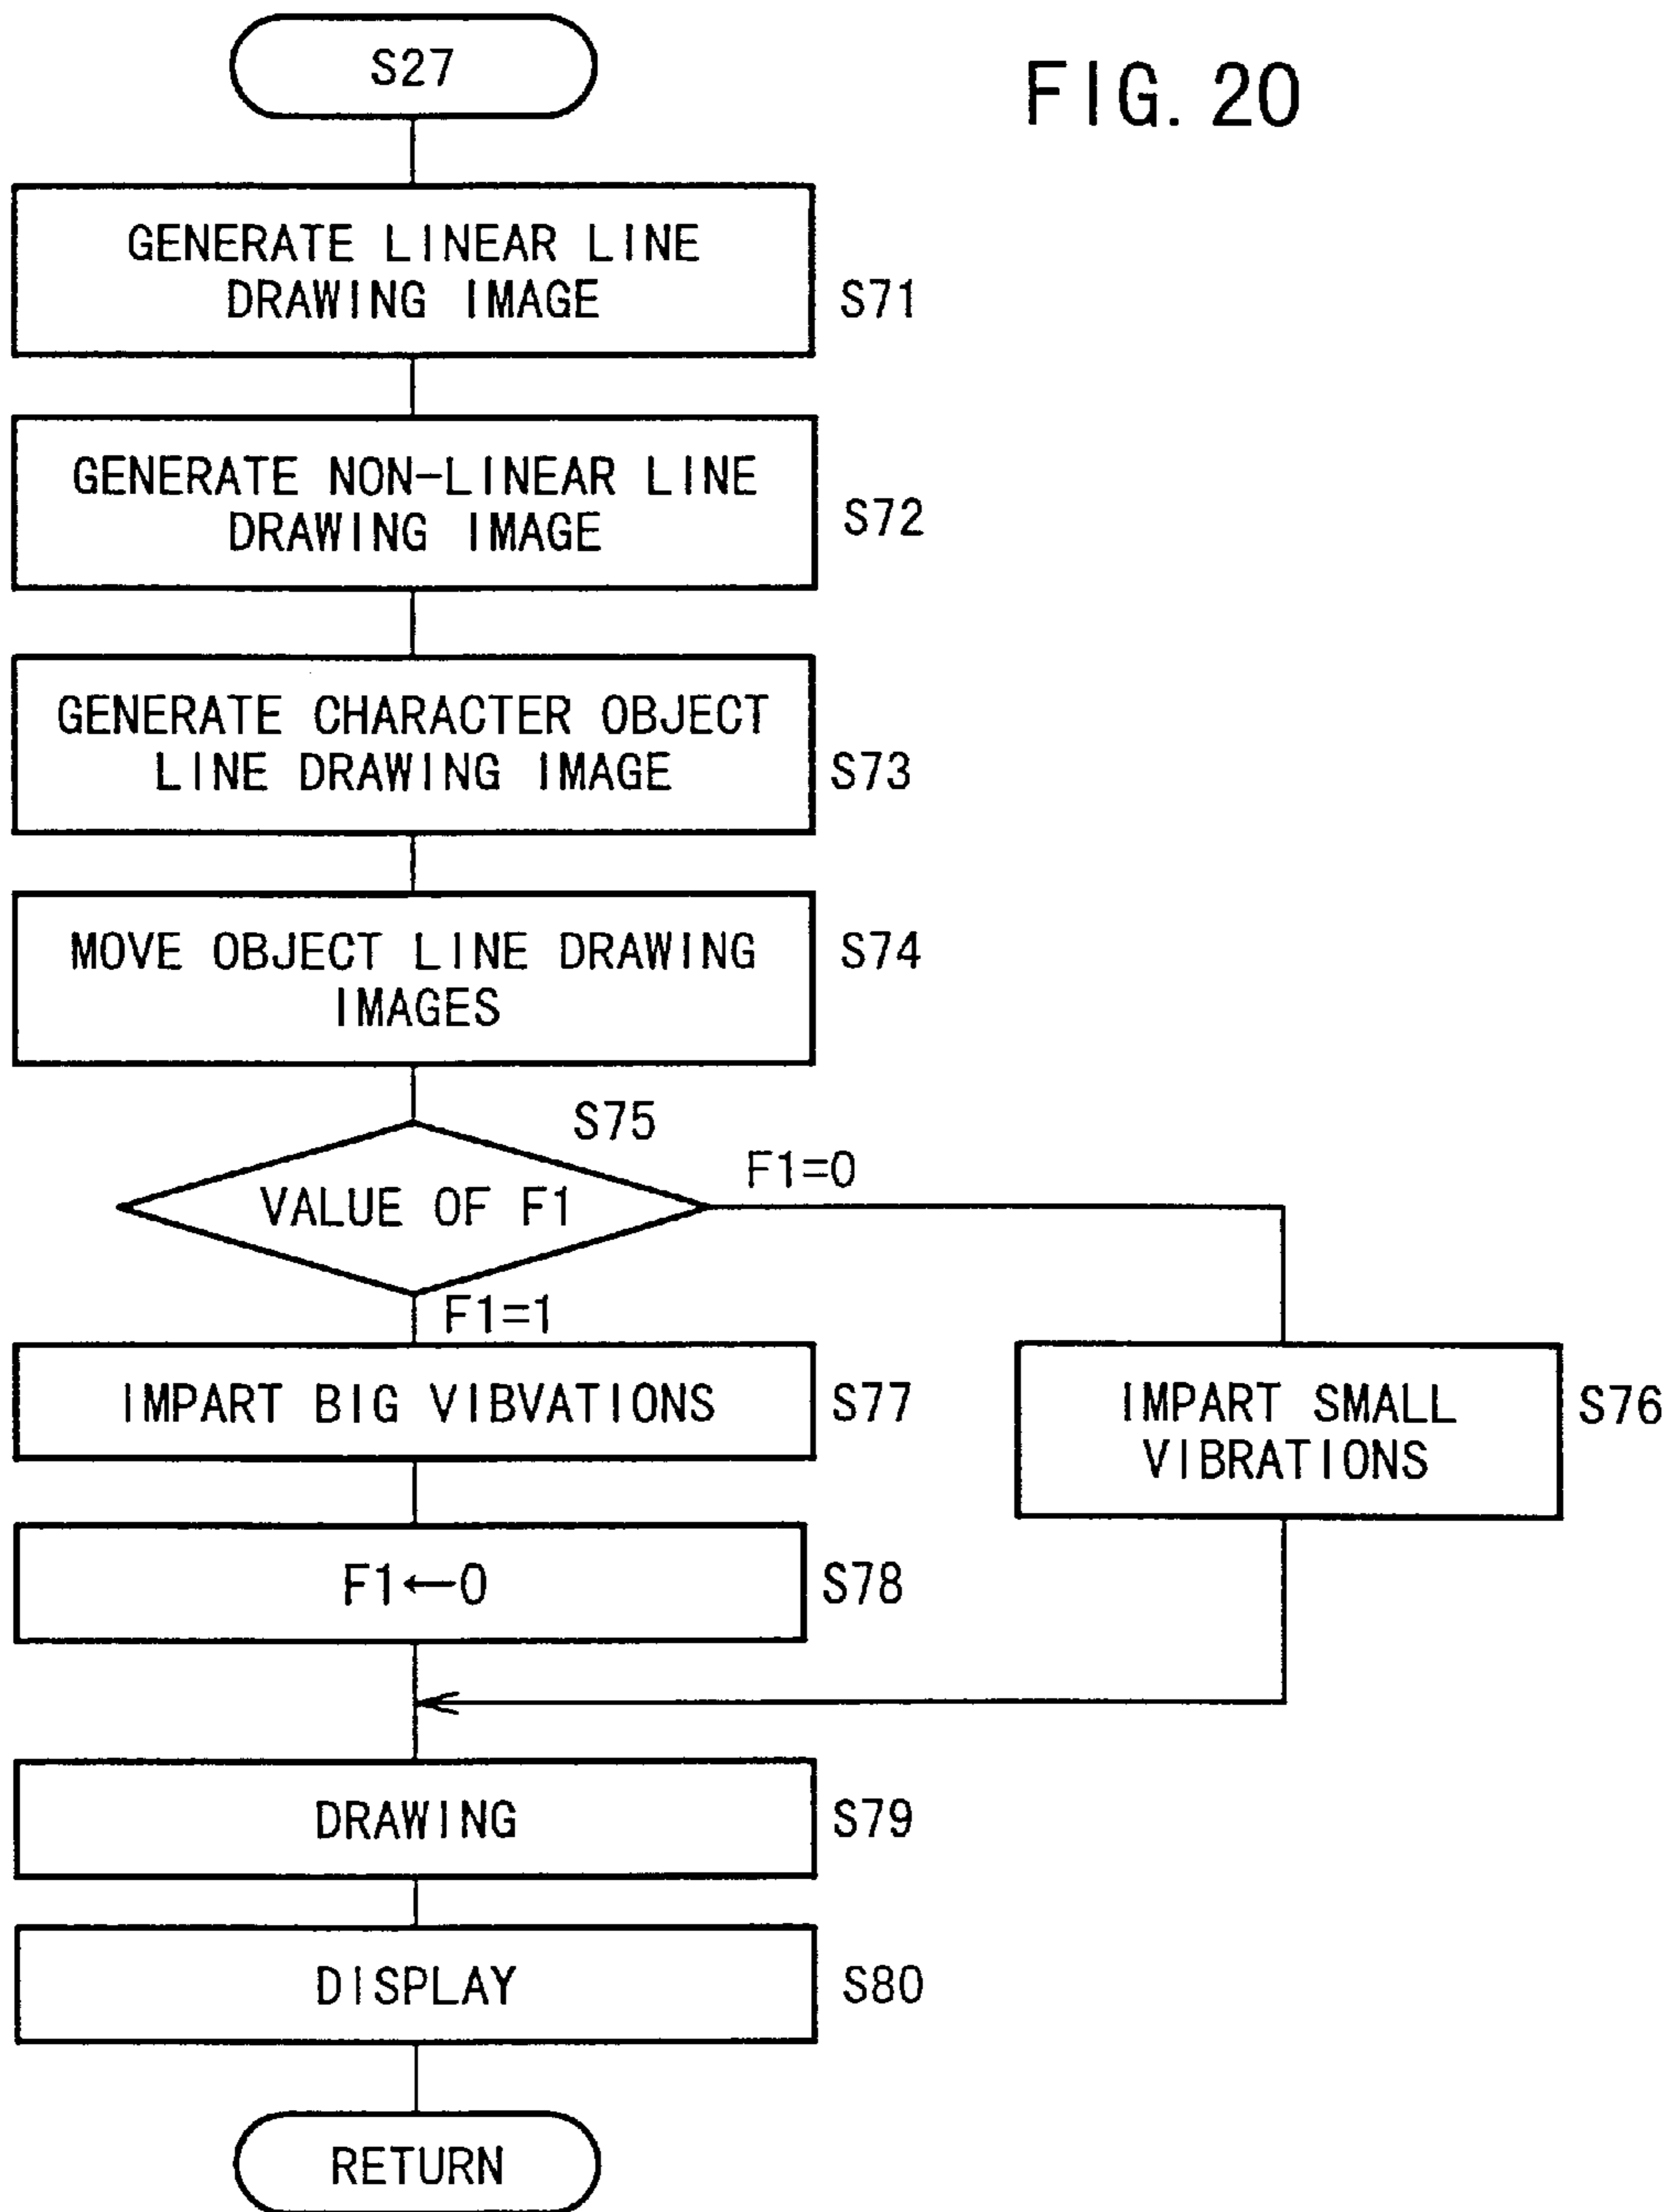 S27
FIG. 20
GENERATE LINEAR LINE
DRAWING IMAGE
S71
GENERATE NON-LINEAR LINE
DRAWING IMAGE
S72
GENERATE CHARACTER OBJECT
LINE DRAWING IMAGE
S73
MOVE OBJECT LINE DRAWING
IMAGES
S74
S75
VALUE OF F1
F1=0
F1=1
IMPART BIG VIBVATIONS
S77
IMPART SMALL
VIBRATIONS
S76
F1←0
S78
DRAWING
S79
DISPLAY
S80
RETURN